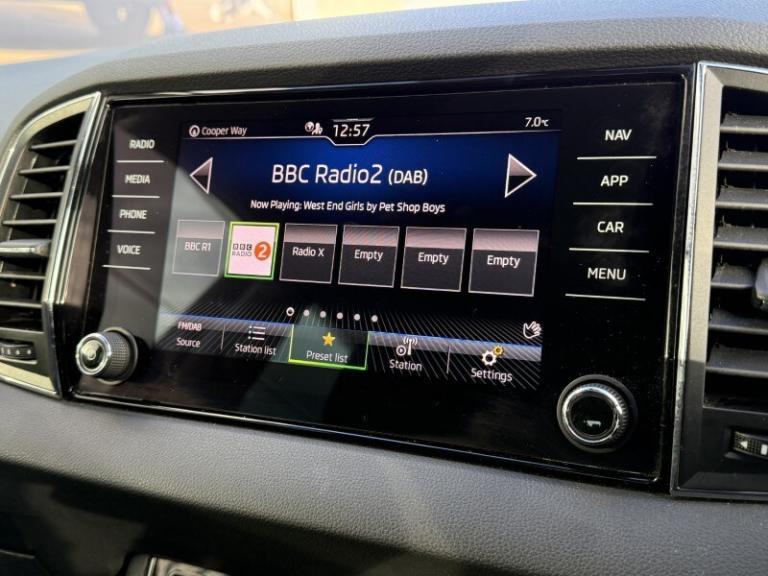 Cooper Way 12:57 7.0°C
RADIO
MEDIA
PHONE
VOICE
BBC Radio2 (DAB)
Now Playing: West End Girls by Pet Shop Boys
BBC R1
BBC RADIO 2
Radio X
Empty
Empty
Empty
FM/DAB
Source
Station list
Preset list
Station
Settings
NAV
APP
CAR
MENU